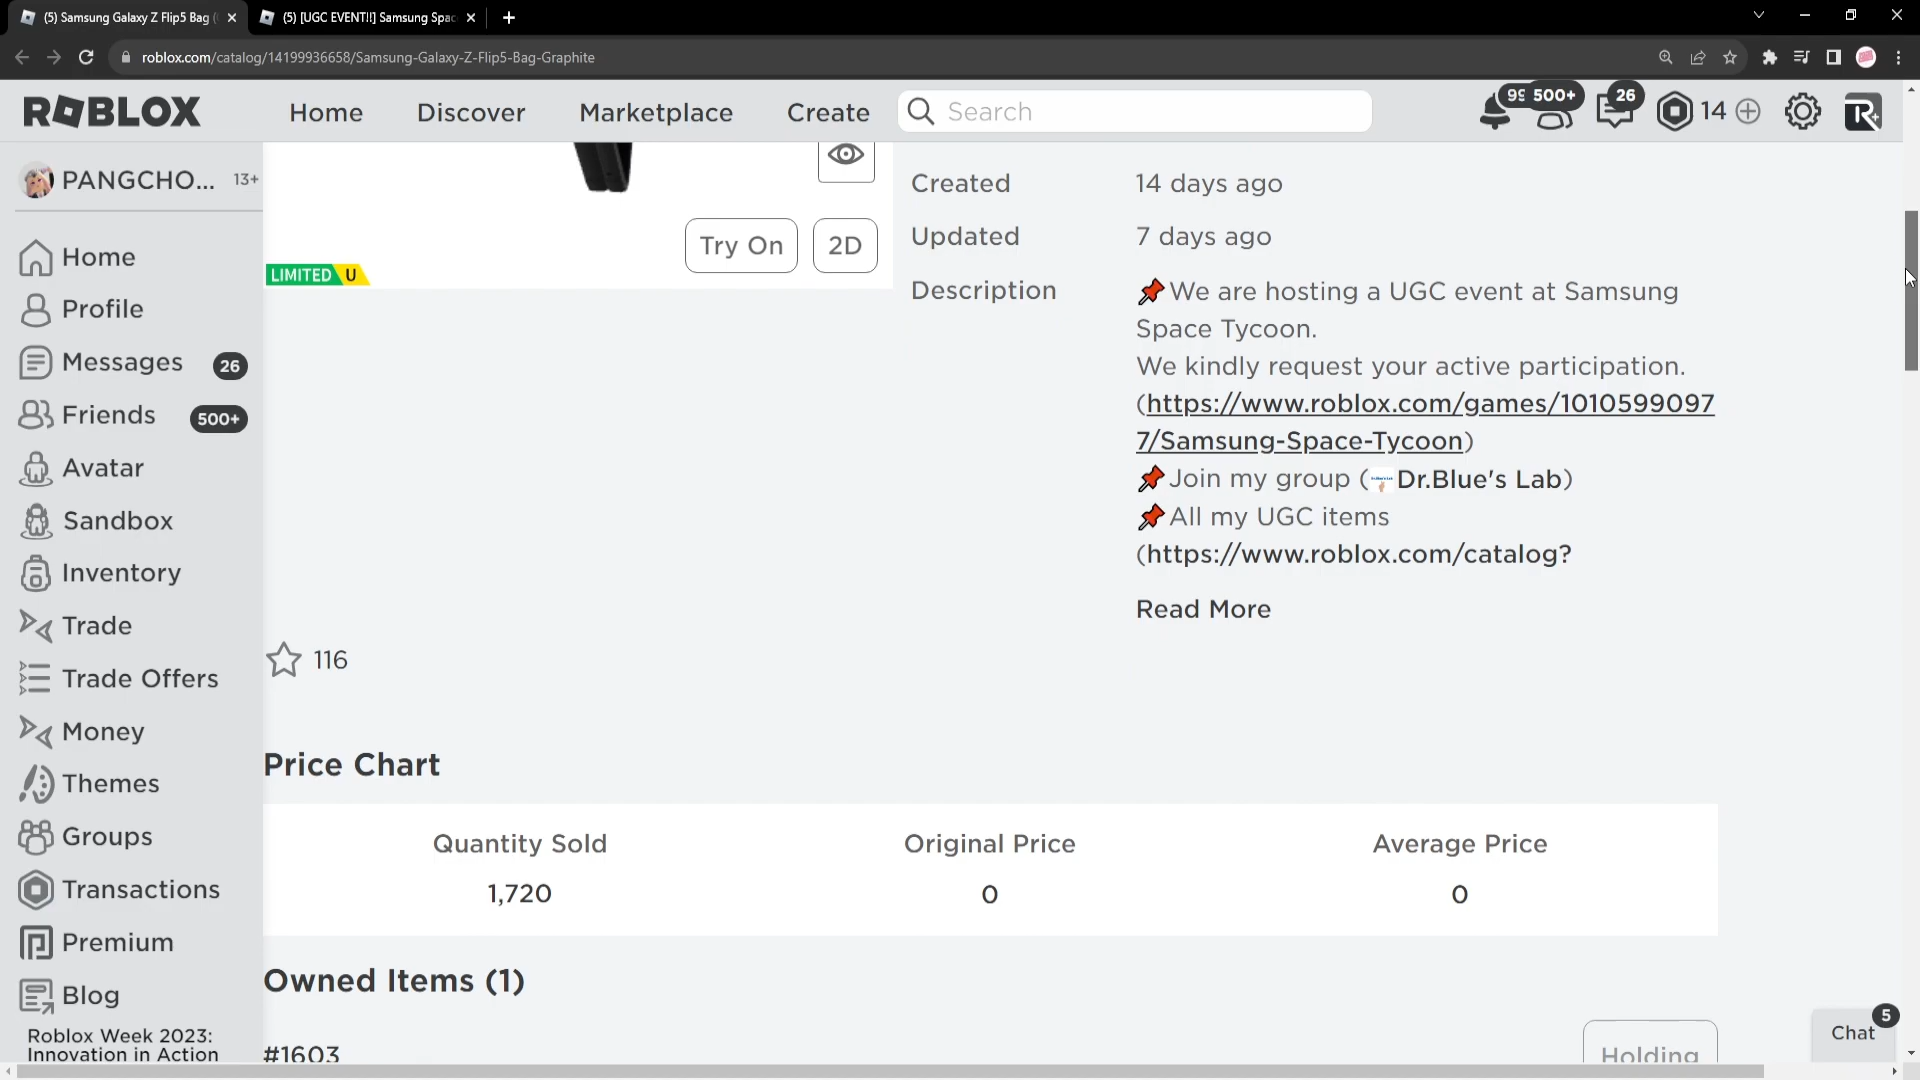 (5) Samsung Galaxy Z Flip5 Bag (
(5) [UGC EVENT!!] Samsung Spac
roblox.com/catalog/14199936658/Samsung-Galaxy-Z-Flip5-Bag-Graphite
ROBLOX
Home
Discover
Marketplace
Create
Search
99
500+
26
14
PANGCHO...
13+
Home
Profile
Messages
26
Friends
500+
Avatar
Sandbox
Inventory
Trade
Trade Offers
Money
Themes
Groups
Transactions
Premium
Blog
Roblox Week 2023:
Innovation in Action
Try On
2D
LIMITED U
116
Created
14 days ago
Updated
7 days ago
Description
📌We are hosting a UGC event at Samsung
Space Tycoon.
We kindly request your active participation.
(https://www.roblox.com/games/1010599097
7/Samsung-Space-Tycoon)
📌Join my group (Dr.Blue's Lab)
📌All my UGC items
(https://www.roblox.com/catalog?
Read More
Price Chart
Quantity Sold
Original Price
Average Price
1,720
0
0
Owned Items (1)
#1603
Holding
Chat
5